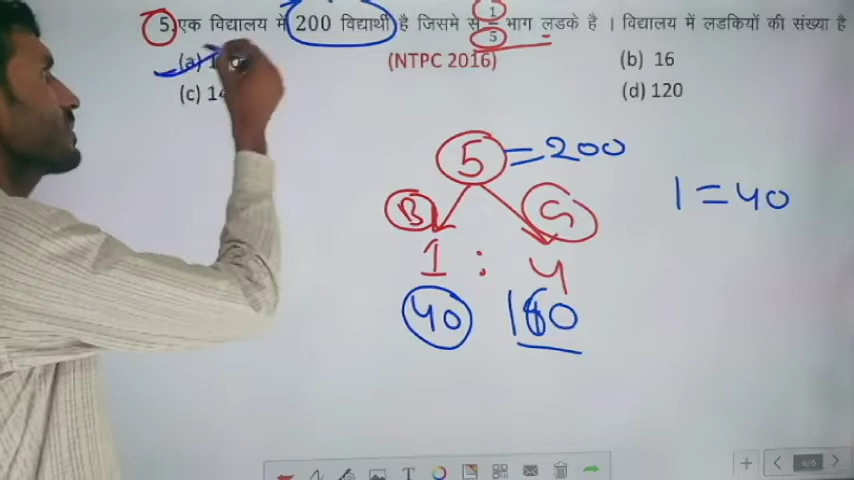 5. एक विद्यालय में 200 विद्यार्थी है जिसमे से 1/5 भाग लडके है । विद्यालय में लडकियों की संख्या है
(a) (NTPC 2016) (b) 16
(c) (d) 120
5 = 200
B G
1 : 4
1 = 40
40 160